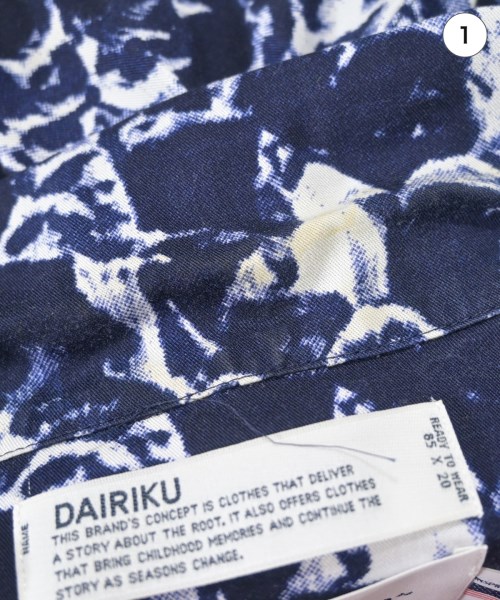 1
DAIRIKU
THIS BRAND'S CONCEPT IS CLOTHES THAT DELIVER
A STORY ABOUT THE ROOT. IT ALSO OFFERS CLOTHES
THAT BRING CHILDHOOD MEMORIES AND CONTINUE THE
STORY AS SEASONS CHANGE.
READY TO WEAR
85 X 20
NAME